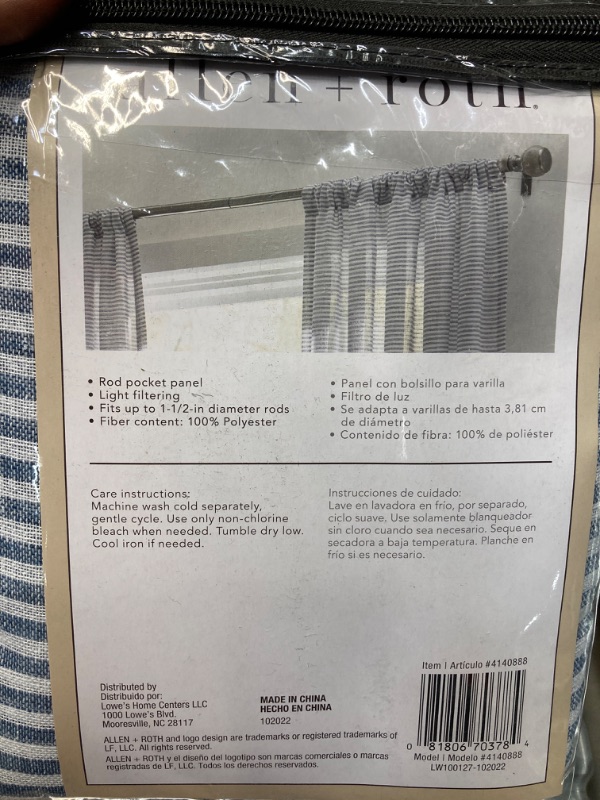 allen + roth®
• Rod pocket panel
• Light filtering
• Fits up to 1-1/2-in diameter rods
• Fiber content: 100% Polyester
• Panel con bolsillo para varilla
• Filtro de luz
• Se adapta a varillas de hasta 3,81 cm
de diámetro
• Contenido de fibra: 100% de poliéster
Care instructions:
Machine wash cold separately,
gentle cycle. Use only non-chlorine
bleach when needed. Tumble dry low.
Cool iron if needed.
Instrucciones de cuidado:
Lave en lavadora en frío, por separado,
ciclo suave. Use solamente blanqueador
sin cloro cuando sea necesario. Seque en
secadora a baja temperatura. Planche en
frío si es necesario.
Distributed by
Distribuido por:
Lowe's Home Centers LLC
1000 Lowe's Blvd.
Mooresville, NC 28117
MADE IN CHINA
HECHO EN CHINA
102022
ALLEN + ROTH and logo design are trademarks or registered trademarks of
LF, LLC. All rights reserved.
ALLEN + ROTH y el diseño del logotipo son marcas comerciales o marcas
registradas de LF, LLC. Todos los derechos reservados.
Item | Artículo #4140888
0 81806 70378 4
Model | Modelo #4140888
LW100127-102022